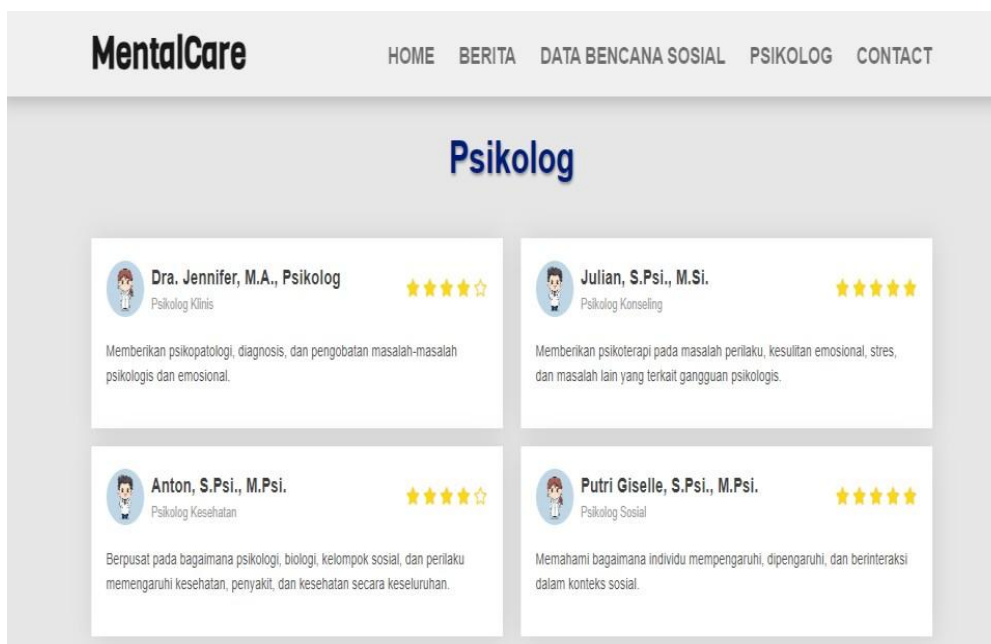 MentalCare
HOME BERITA DATA BENCANA SOSIAL PSIKOLOG CONTACT
Psikolog
Dra. Jennifer, M.A., Psikolog
Psikolog Klinis
Memberikan psikopatologi, diagnosis, dan pengobatan masalah-masalah
psikologis dan emosional.
Julian, S.Psi., M.Si.
Psikolog Konseling
Memberikan psikoterapi pada masalah perilaku, kesulitan emosional, stres,
dan masalah lain yang terkait gangguan psikologis.
Anton, S.Psi., M.Psi.
Psikolog Kesehatan
Berpusat pada bagaimana psikologi, biologi, kelompok sosial, dan perilaku
memengaruhi kesehatan, penyakit, dan kesehatan secara keseluruhan.
Putri Giselle, S.Psi., M.Psi.
Psikolog Sosial
Memahami bagaimana individu mempengaruhi, dipengaruhi, dan berinteraksi
dalam konteks sosial.